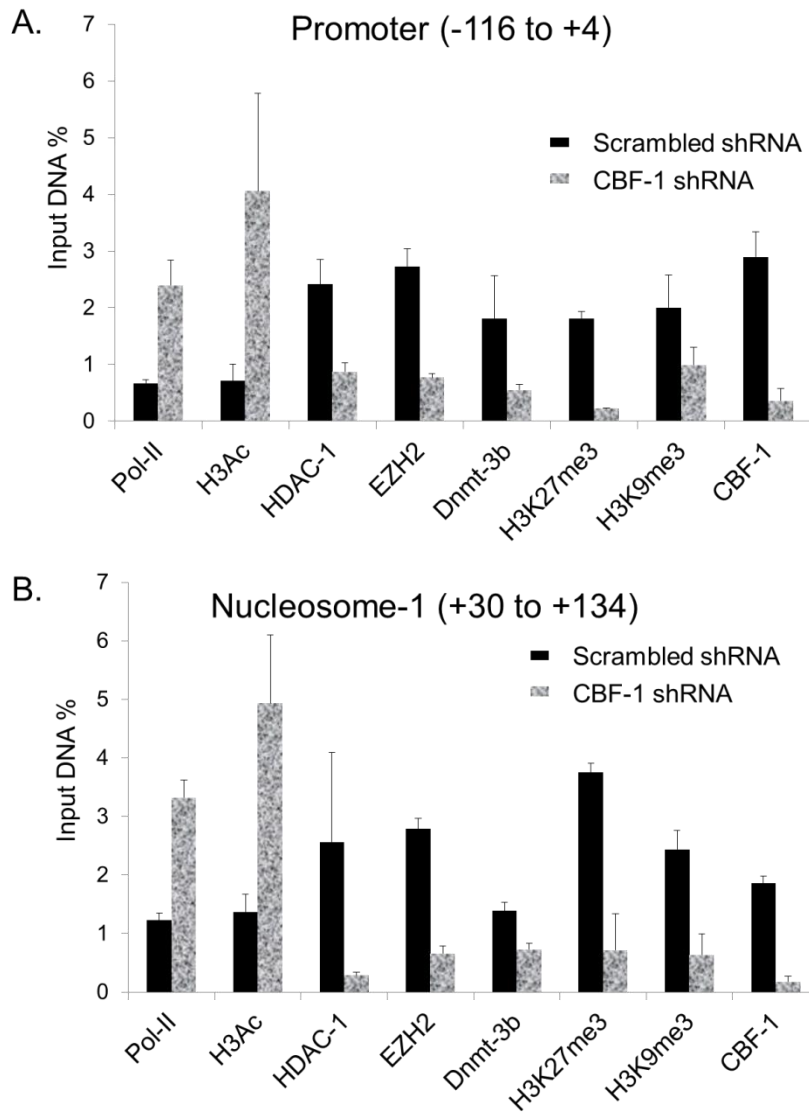 A.
Promoter (-116 to +4)
7
6
5
4
3
2
1
0
Input DNA %
Scrambled shRNA
CBF-1 shRNA
Pol-II
H3Ac
HDAC-1
EZH2
Dnmt-3b
H3K27me3
H3K9me3
CBF-1
B.
Nucleosome-1 (+30 to +134)
7
6
5
4
3
2
1
0
Input DNA %
Scrambled shRNA
CBF-1 shRNA
Pol-II
H3Ac
HDAC-1
EZH2
Dnmt-3b
H3K27me3
H3K9me3
CBF-1